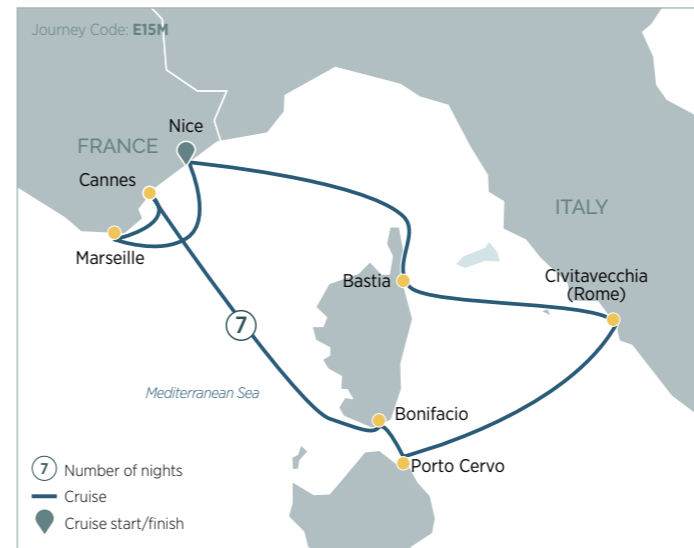 Journey Code: E15M
Nice
FRANCE
Cannes
Marseille
ITALY
Bastia
Civitavecchia
(Rome)
7
Mediterranean Sea
Bonifacio
Porto Cervo
7 Number of nights
Cruise
Cruise start/finish